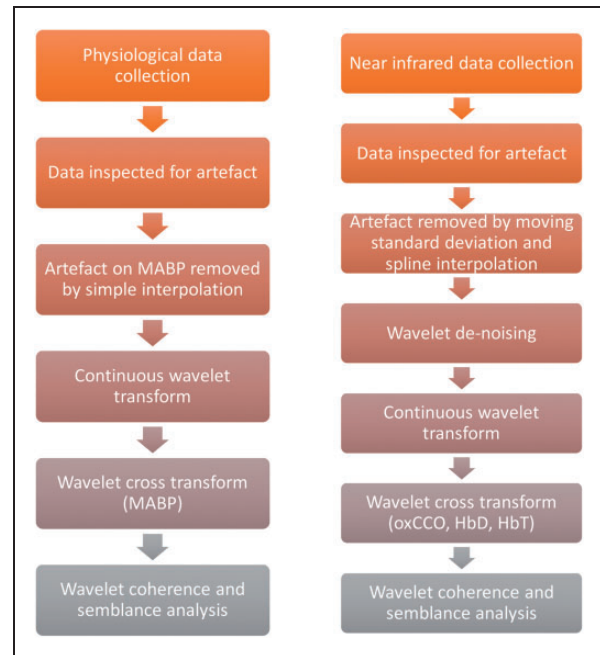 Physiological data
collection
Data inspected for artefact
Artefact on MABP removed
by simple interpolation
Continuous wavelet
transform
Wavelet cross transform
(MABP)
Wavelet coherence and
semblance analysis
Near infrared data collection
Data inspected for artefact
Artefact removed by moving
standard deviation and
spline interpolation
Wavelet de-noising
Continuous wavelet
transform
Wavelet cross transform
(oxCCO, HbD, HbT)
Wavelet coherence and
semblance analysis